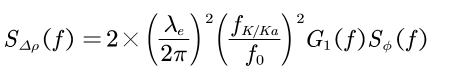 S_{Δρ}(f) = 2 × (λ_e / 2π)^2 (f_{K/Ka} / f_0)^2 G_1(f) S_ϕ(f)